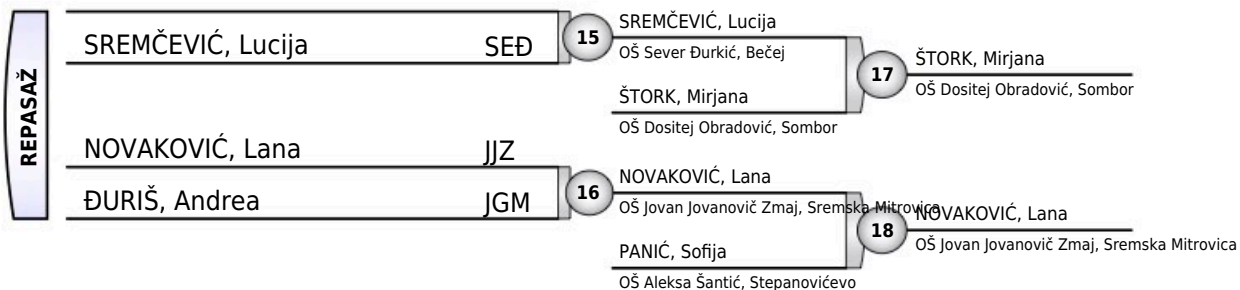 REPASAŽ
SREMČEVIĆ, Lucija SEĐ
NOVAKOVIĆ, Lana JJZ
ĐURIŠ, Andrea JGM
15
SREMČEVIĆ, Lucija
OŠ Sever Đurkić, Bečej
ŠTORK, Mirjana
OŠ Dositej Obradović, Sombor
16
NOVAKOVIĆ, Lana
OŠ Jovan Jovanovič Zmaj, Sremska Mitrovica
PANIĆ, Sofija
OŠ Aleksa Šantić, Stepanovićevo
17
ŠTORK, Mirjana
OŠ Dositej Obradović, Sombor
18
NOVAKOVIĆ, Lana
OŠ Jovan Jovanovič Zmaj, Sremska Mitrovica